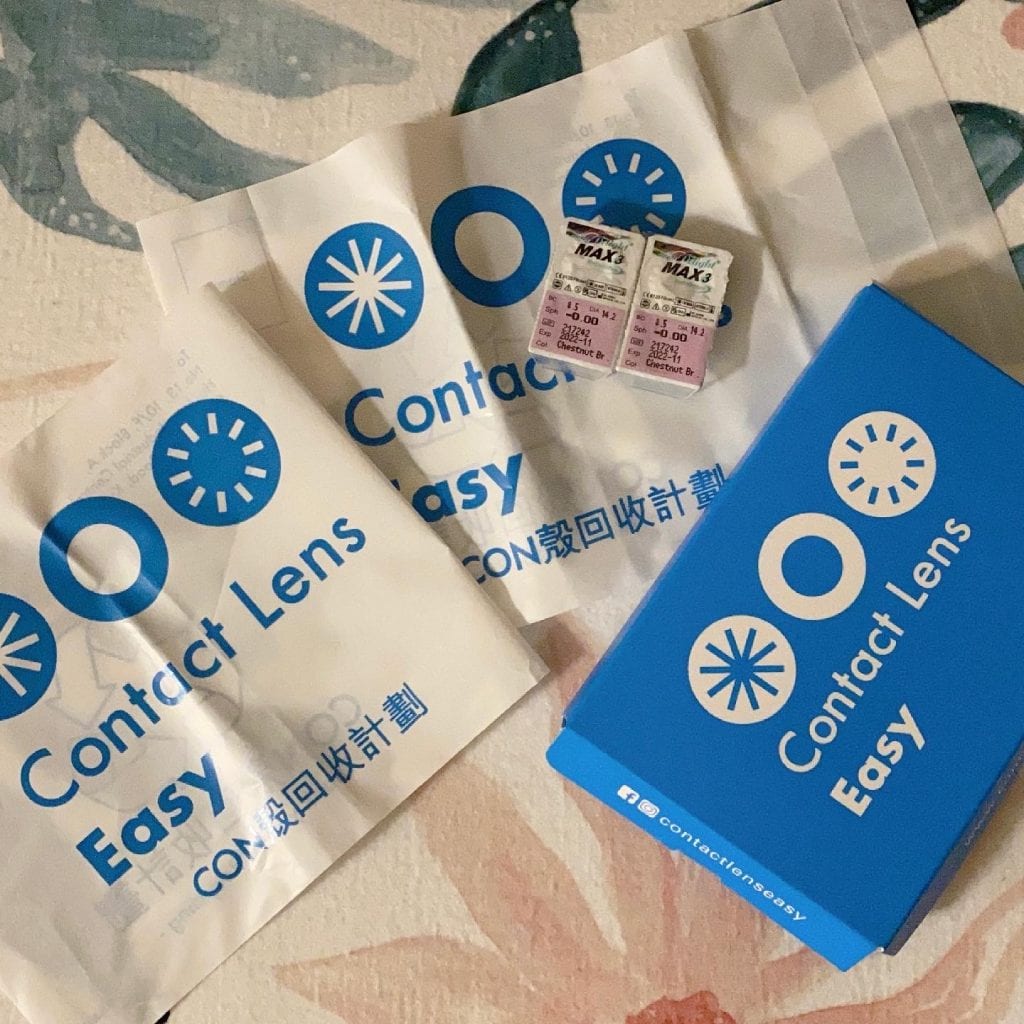 Contact Lens
Easy
CON殼回收計劃
Contact
Easy
CON殼回收計劃
MAX3
BC 8.5 DIA 14.2
Sph -0.00
217242
Exp 2022-11
Col Chestnut Br
MAX3
BC 8.5 DIA 14.2
Sph -0.00
217242
Exp 2022-11
Col Chestnut Br
Contact Lens
Easy
contactlenseasy